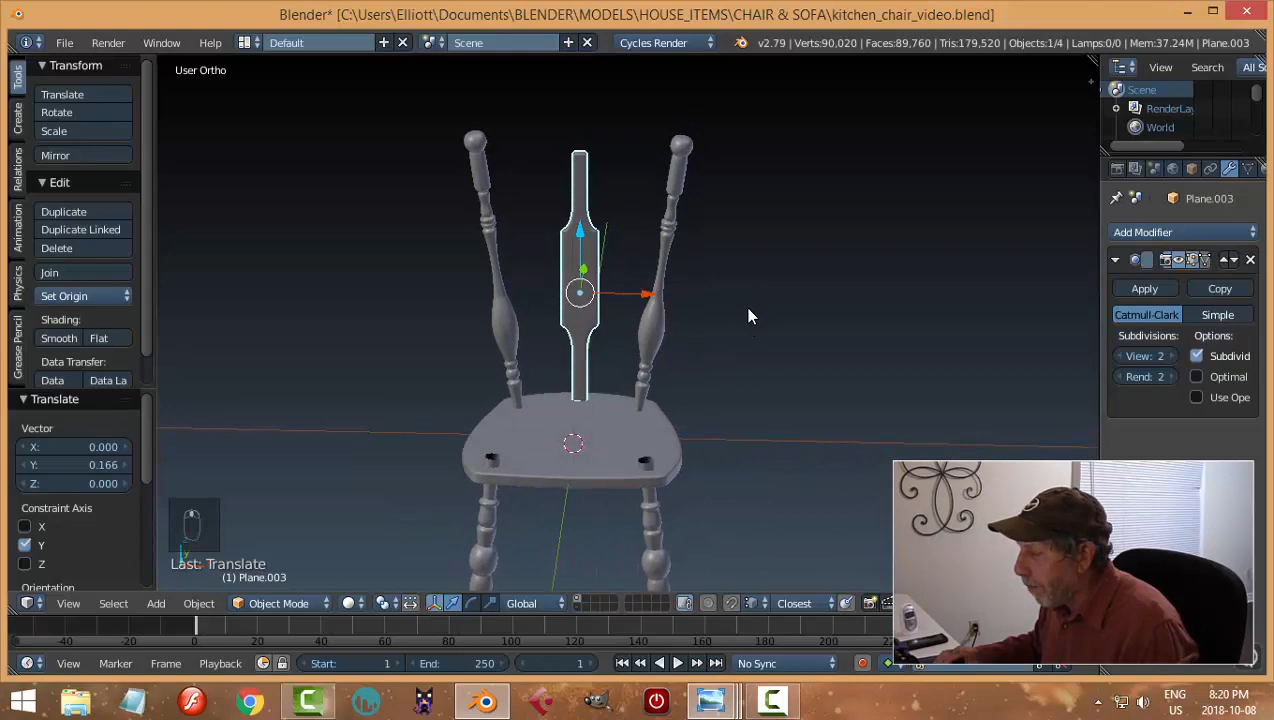 Blender* [C:\Users\Elliott\Documents\BLENDER\MODELS\HOUSE_ITEMS\CHAIR & SOFA\kitchen_chair_video.blend]
File Render Window Help Default Scene Cycles Render v2.79 | Verts:90,020 | Faces:89,760 | Tris:179,520 | Objects:1/4 | Lamps:0/0 | Mem:37.24M | Plane.003
View Search All S
Tools
Create
Relations
Animation
Physics
Grease Pencil
Transform
Translate
Rotate
Scale
Mirror
Edit
Duplicate
Duplicate Linked
Delete
Join
Set Origin
Shading:
Smooth Flat
Data Transfer:
Data Data La
Translate
Vector
X: 0.000
Y: 0.166
Z: 0.000
Constraint Axis
X
Y
Z
Orientation
User Ortho
Last: Translate
(1) Plane.003
Scene
RenderLay
World
Plane.003
Add Modifier
Apply Copy
Catmull-Clark Simple
Subdivisions: Options:
View: 2 Subdivid
Rend: 2 Optimal
Use Ope
View Select Add Object Object Mode Global Closest
-40 -20 0 20 40 60 80 100 120 140 160 180 200
View Marker Frame Playback Start: 1 End: 250 1 No Sync
ENG 8:20 PM
US 2018-10-08